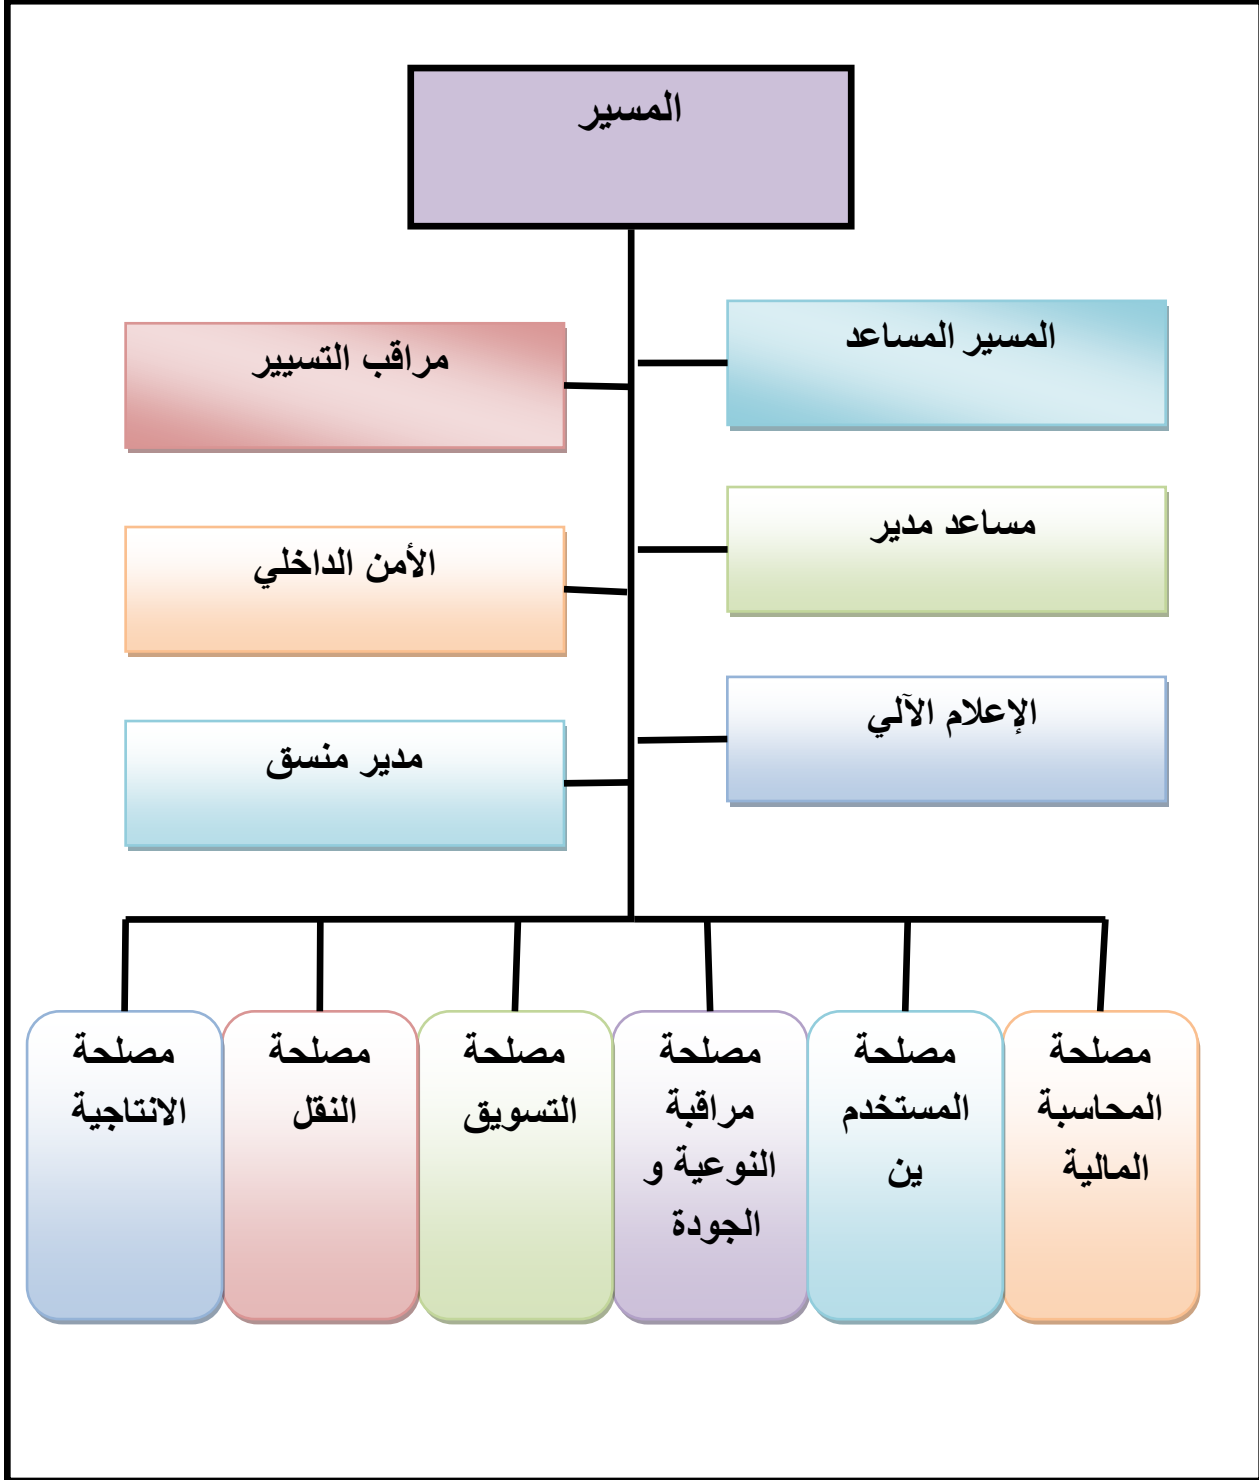 المسير
المسير المساعد
مراقب التسيير
مساعد مدير
الأمن الداخلي
الإعلام الآلي
مدير منسق
مصلحة
المحاسبة
المالية
مصلحة
المستخدم
ين
مصلحة
مراقبة
النوعية و
الجودة
مصلحة
التسويق
مصلحة
النقل
مصلحة
الانتاجية